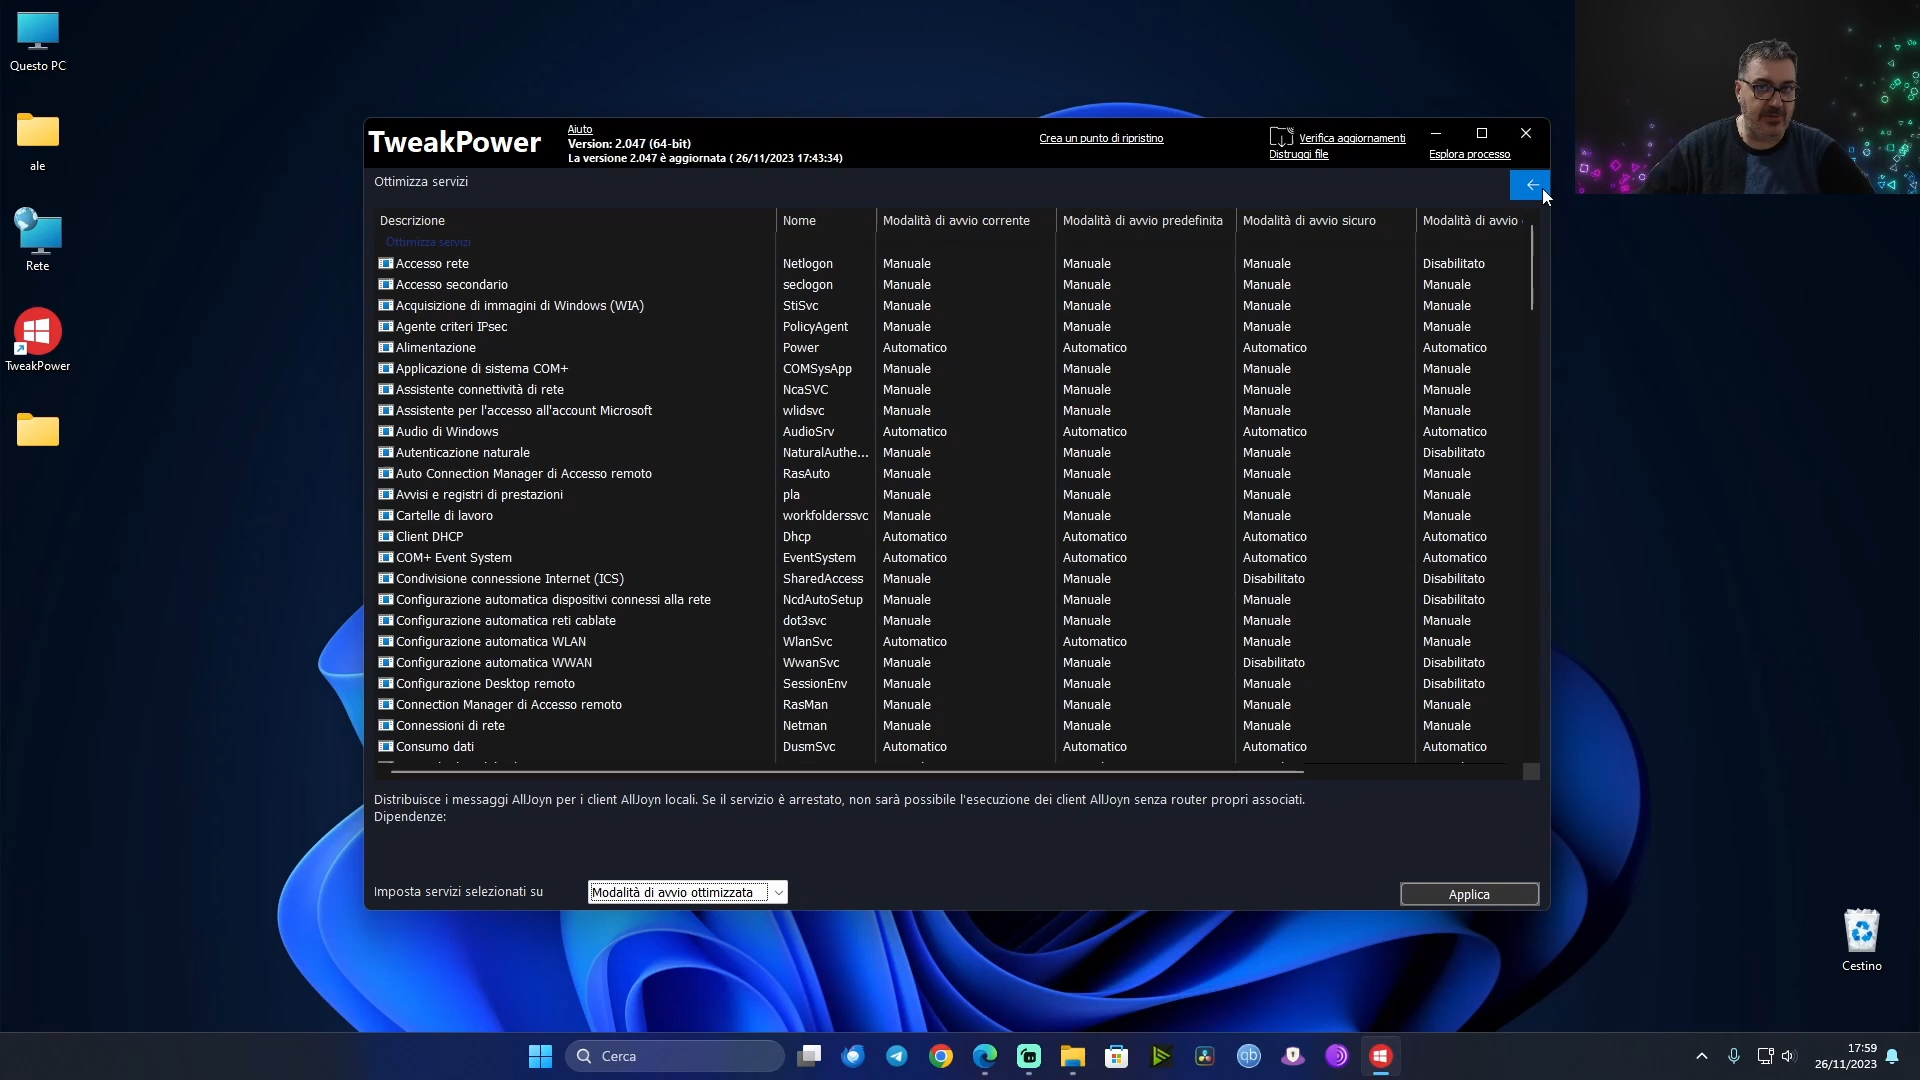 Questo PC
ale
Rete
TweakPower
TweakPower
Aiuto
Version: 2.047 (64-bit)
La versione 2.047 è aggiornata ( 26/11/2023 17:43:34)
Crea un punto di ripristino
Verifica aggiornamenti
Distruggi file
Esplora processo
Ottimizza servizi
Descrizione Nome Modalità di avvio corrente Modalità di avvio predefinita Modalità di avvio sicuro Modalità di avvio
Ottimizza servizi
Accesso rete Netlogon Manuale Manuale Manuale Disabilitato
Accesso secondario seclogon Manuale Manuale Manuale Manuale
Acquisizione di immagini di Windows (WIA) StiSvc Manuale Manuale Manuale Manuale
Agente criteri IPsec PolicyAgent Manuale Manuale Manuale Manuale
Alimentazione Power Automatico Automatico Automatico Automatico
Applicazione di sistema COM+ COMSysApp Manuale Manuale Manuale Manuale
Assistente connettività di rete NcaSVC Manuale Manuale Manuale Manuale
Assistente per l'accesso all'account Microsoft wlidsvc Manuale Manuale Manuale Manuale
Audio di Windows AudioSrv Automatico Automatico Automatico Automatico
Autenticazione naturale NaturalAuthe... Manuale Manuale Manuale Disabilitato
Auto Connection Manager di Accesso remoto RasAuto Manuale Manuale Manuale Manuale
Avvisi e registri di prestazioni pla Manuale Manuale Manuale Manuale
Cartelle di lavoro workfolderssvc Manuale Manuale Manuale Manuale
Client DHCP Dhcp Automatico Automatico Automatico Automatico
COM+ Event System EventSystem Automatico Automatico Automatico Automatico
Condivisione connessione Internet (ICS) SharedAccess Manuale Manuale Disabilitato Disabilitato
Configurazione automatica dispositivi connessi alla rete NcdAutoSetup Manuale Manuale Manuale Disabilitato
Configurazione automatica reti cablate dot3svc Manuale Manuale Manuale Manuale
Configurazione automatica WLAN WlanSvc Automatico Automatico Manuale Manuale
Configurazione automatica WWAN WwanSvc Manuale Manuale Disabilitato Disabilitato
Configurazione Desktop remoto SessionEnv Manuale Manuale Manuale Disabilitato
Connection Manager di Accesso remoto RasMan Manuale Manuale Manuale Manuale
Connessioni di rete Netman Manuale Manuale Manuale Manuale
Consumo dati DusmSvc Automatico Automatico Automatico Automatico
Distribuisce i messaggi AllJoyn per i client AllJoyn locali. Se il servizio è arrestato, non sarà possibile l'esecuzione dei client AllJoyn senza router propri associati.
Dipendenze:
Imposta servizi selezionati su Modalità di avvio ottimizzata Applica
Cestino
Cerca
qb
17:59
26/11/2023